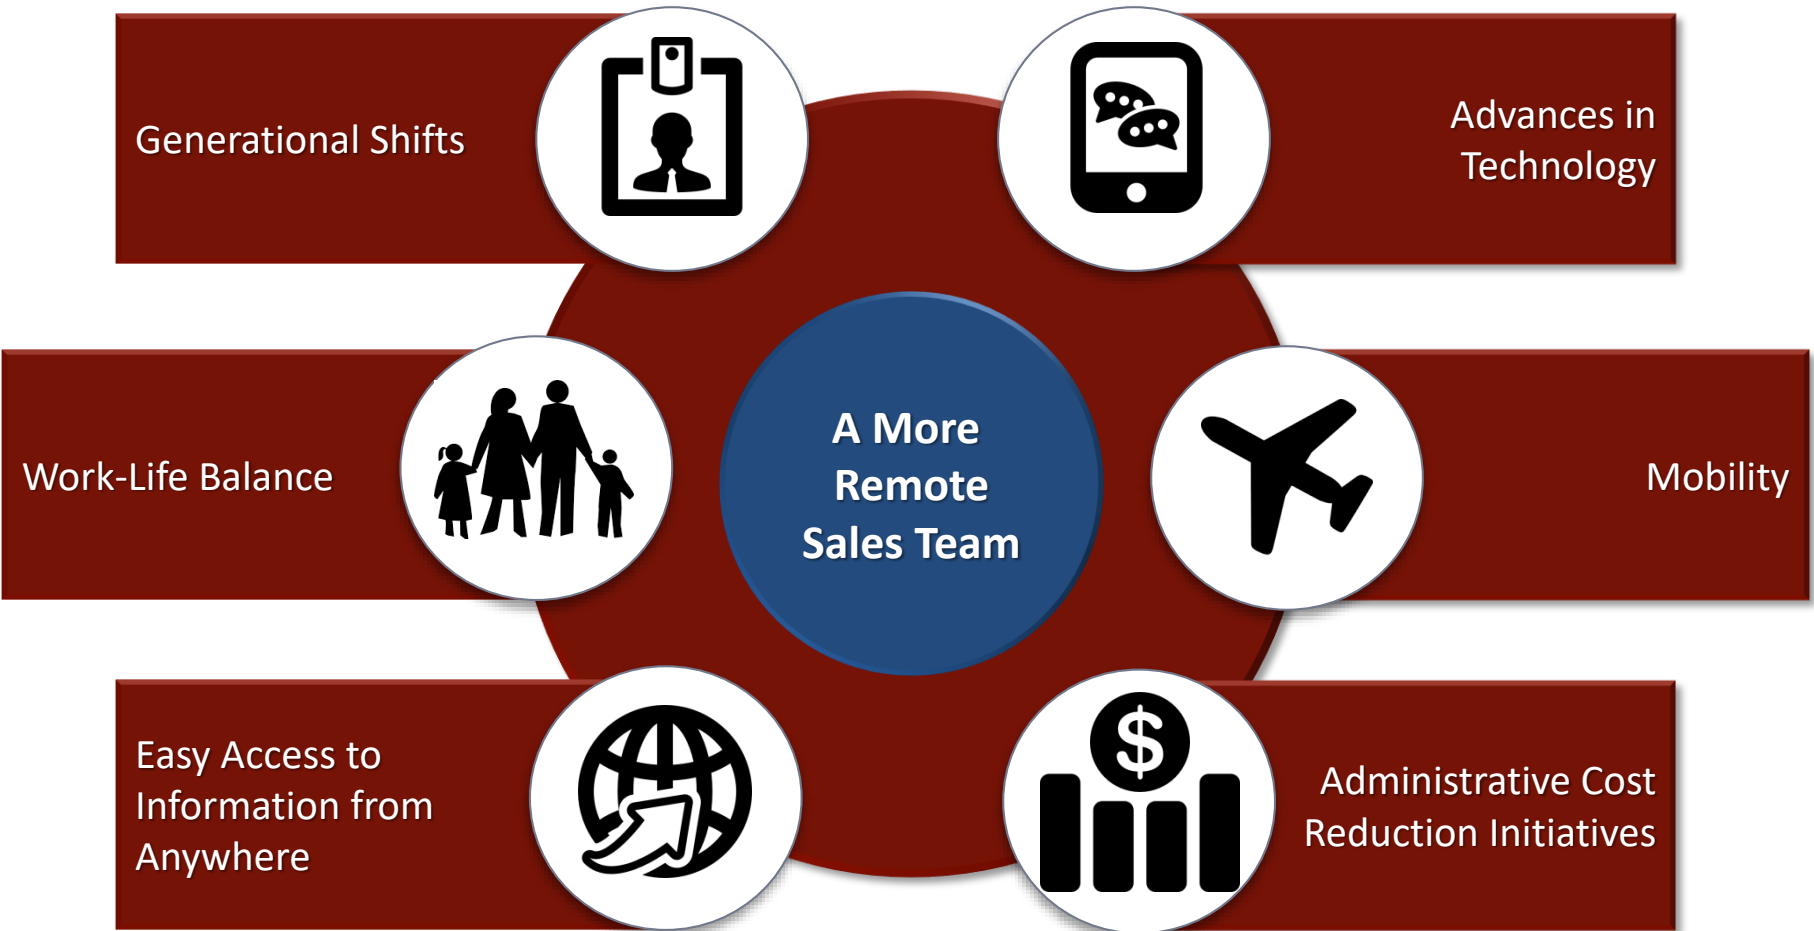 Generational Shifts
Advances in
Technology
Work-Life Balance
A More
Remote
Sales Team
Mobility
Easy Access to
Information from
Anywhere
$
Administrative Cost
Reduction Initiatives